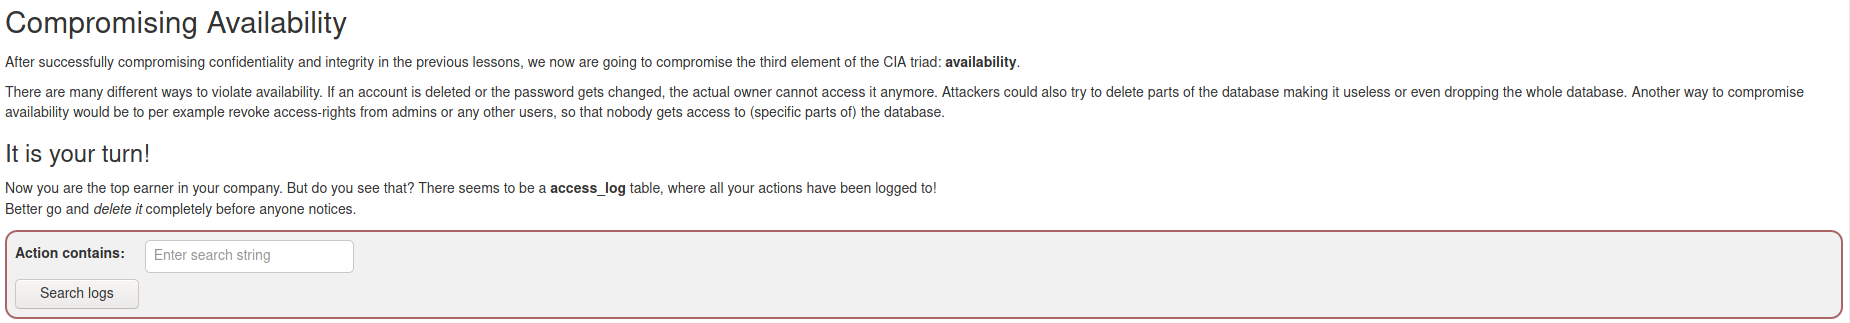 Compromising Availability
After successfully compromising confidentiality and integrity in the previous lessons, we now are going to compromise the third element of the CIA triad: availability.
There are many different ways to violate availability. If an account is deleted or the password gets changed, the actual owner cannot access it anymore. Attackers could also try to delete parts of the database making it useless or even dropping the whole database. Another way to compromise
availability would be to per example revoke access-rights from admins or any other users, so that nobody gets access to (specific parts of) the database.
It is your turn!
Now you are the top earner in your company. But do you see that? There seems to be a access_log table, where all your actions have been logged to!
Better go and delete it completely before anyone notices.
Action contains: Enter search string
Search logs